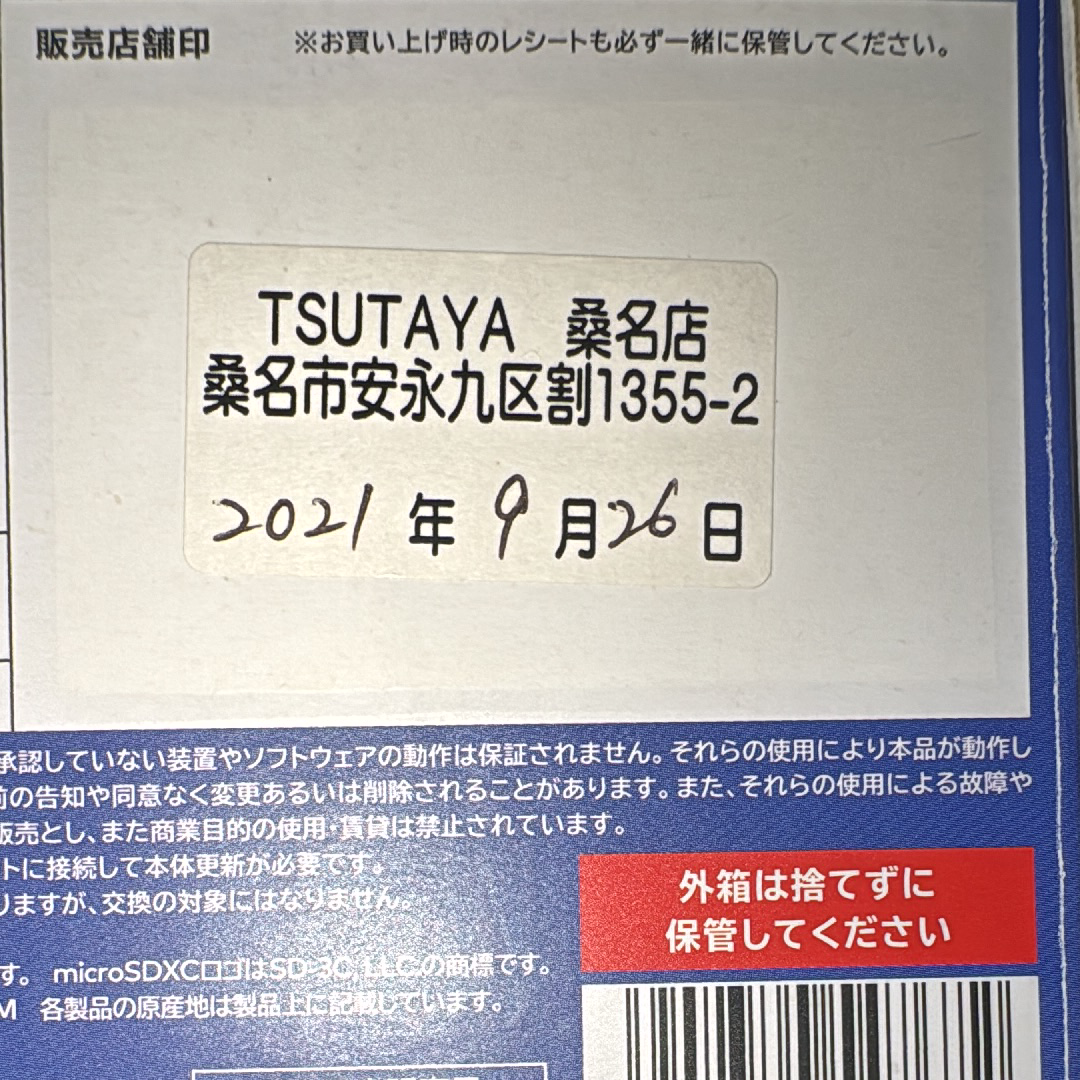 販売店舗印 ※お買い上げ時のレシートも必ず一緒に保管してください。
TSUTAYA 桑名店
桑名市安永九区割1355-2
2021 年 9 月 26 日
承認していない装置やソフトウェアの動作は保証されません。それらの使用により本品が動作し
前の告知や同意なく変更あるいは削除されることがあります。また、それらの使用による故障や
販売とし、また商業目的の使用・賃貸は禁止されています。
トに接続して本体更新が必要です。
りますが、交換の対象にはなりません。
外箱は捨てずに
保管してください
す。 microSDXCロゴはSD-3C, LLCの商標です。
M 各製品の原産地は製品上に記載しています。